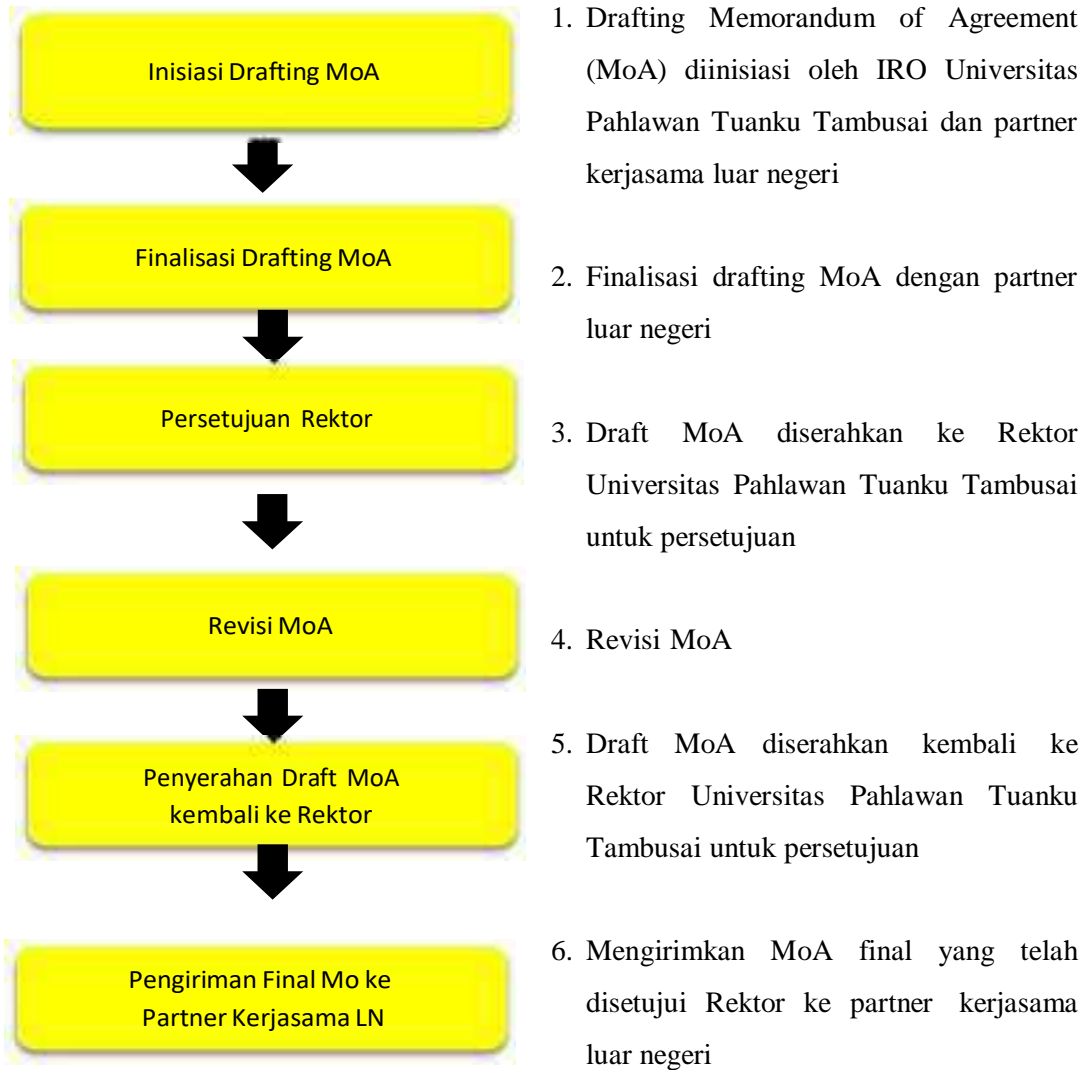 Inisiasi Drafting MoA
1. Drafting Memorandum of Agreement
(MoA) diinisiasi oleh IRO Universitas
Pahlawan Tuanku Tambusai dan partner
kerjasama luar negeri
Finalisasi Drafting MoA
2. Finalisasi drafting MoA dengan partner
luar negeri
Persetujuan Rektor
3. Draft MoA diserahkan ke Rektor
Universitas Pahlawan Tuanku Tambusai
untuk persetujuan
Revisi MoA
4. Revisi MoA
Penyerahan Draft MoA
kembali ke Rektor
5. Draft MoA diserahkan kembali ke
Rektor Universitas Pahlawan Tuanku
Tambusai untuk persetujuan
Pengiriman Final Mo ke
Partner Kerjasama LN
6. Mengirimkan MoA final yang telah
disetujui Rektor ke partner kerjasama
luar negeri